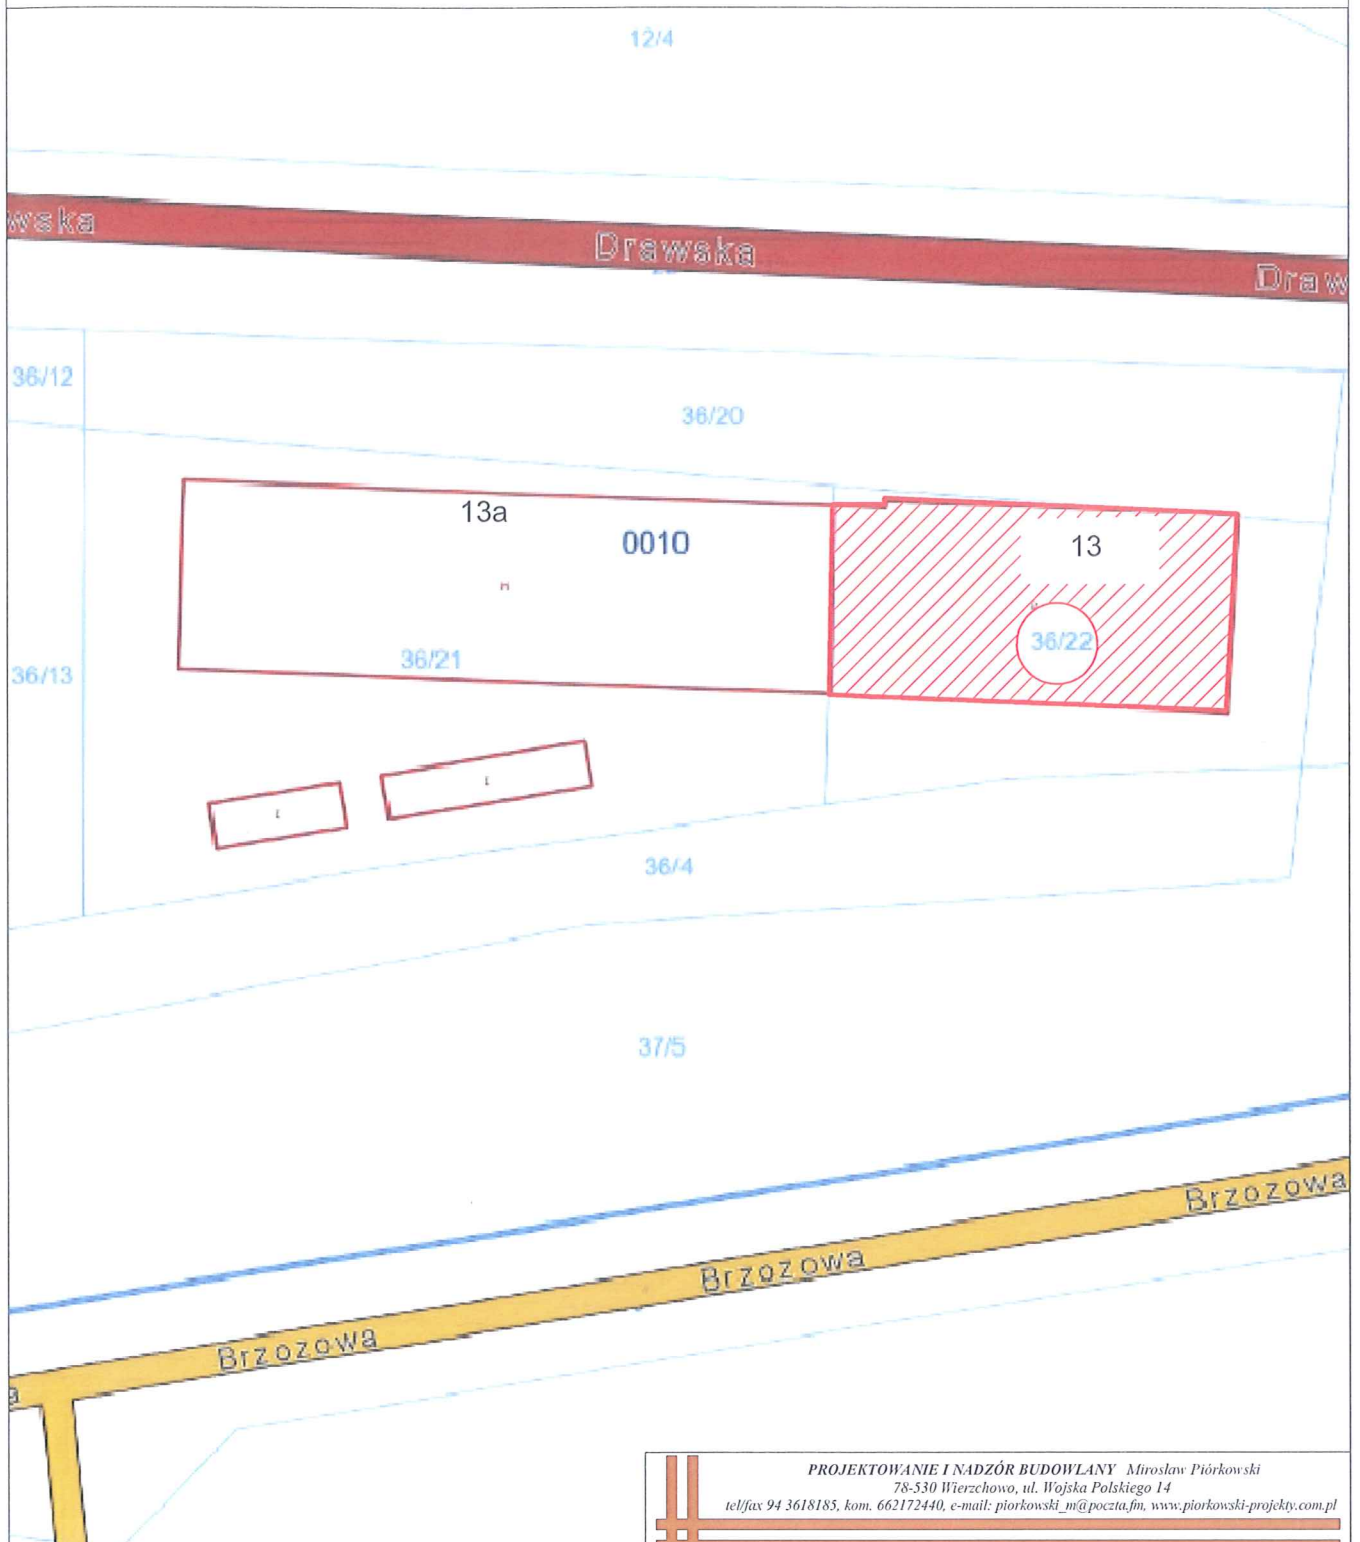 12/4
wska
Drawska
Draw
36/12
36/20
13a
0010
13
36/22
36/21
36/13
36/4
37/5
Brzozowa
Brzozowa
Brzozowa
a
PROJEKTOWANIE I NADZÓR BUDOWLANY Mirosław Piórkowski
78-530 Wierzchowo, ul. Wojska Polskiego 14
tel/fax 94 3618185, kom. 662172440, e-mail: piorkowski_m@poczta.fm, www.piorkowski-projekty.com.pl